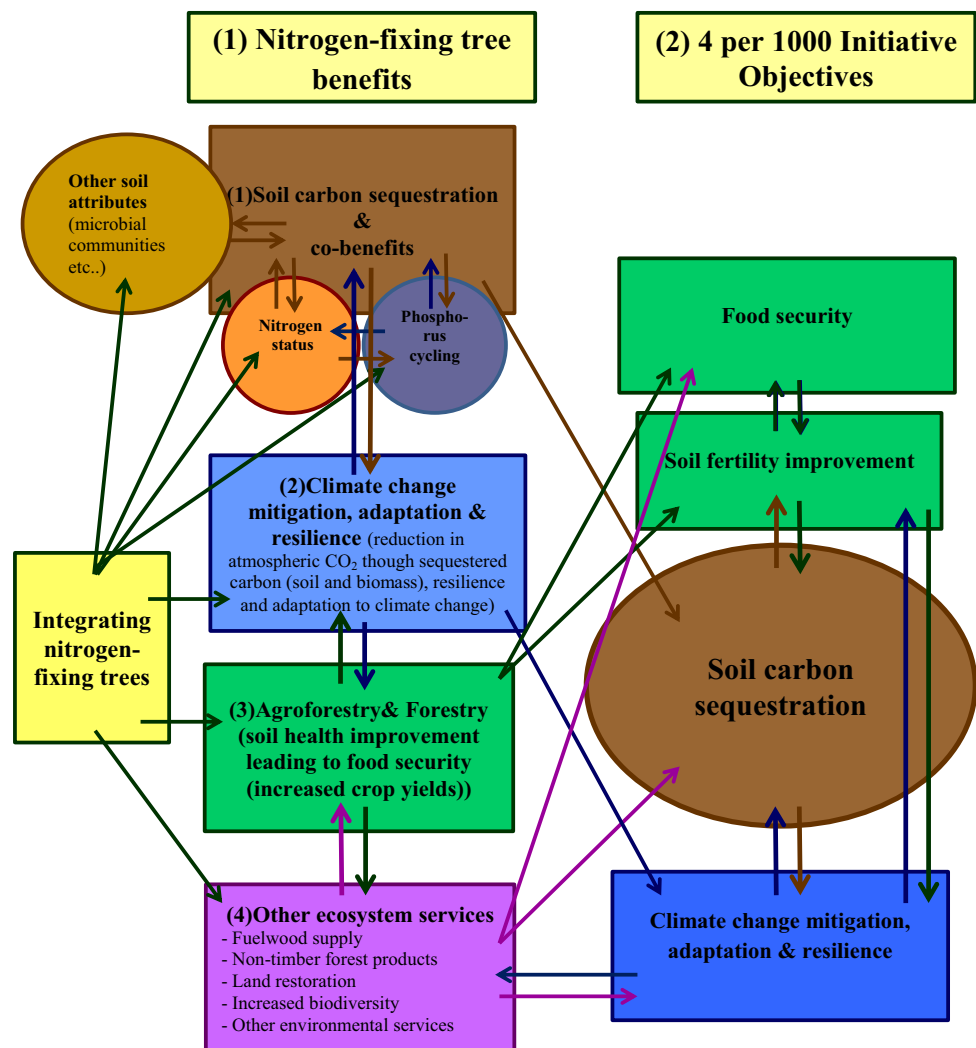 (1) Nitrogen-fixing tree
benefits
(2) 4 per 1000 Initiative
Objectives
Other soil
attributes
(microbial
communities
etc..)
(1)Soil carbon sequestration
&
co-benefits
Nitrogen
status
Phospho-
rus
cycling
(2)Climate change
mitigation, adaptation &
resilience (reduction in
atmospheric CO₂ though sequestered
carbon (soil and biomass), resilience
and adaptation to climate change)
Integrating
nitrogen-
fixing trees
(3)Agroforestry& Forestry
(soil health improvement
leading to food security
(increased crop yields))
(4)Other ecosystem services
- Fuelwood supply
- Non-timber forest products
- Land restoration
- Increased biodiversity
- Other environmental services
Food security
Soil fertility improvement
Soil carbon
sequestration
Climate change mitigation,
adaptation & resilience